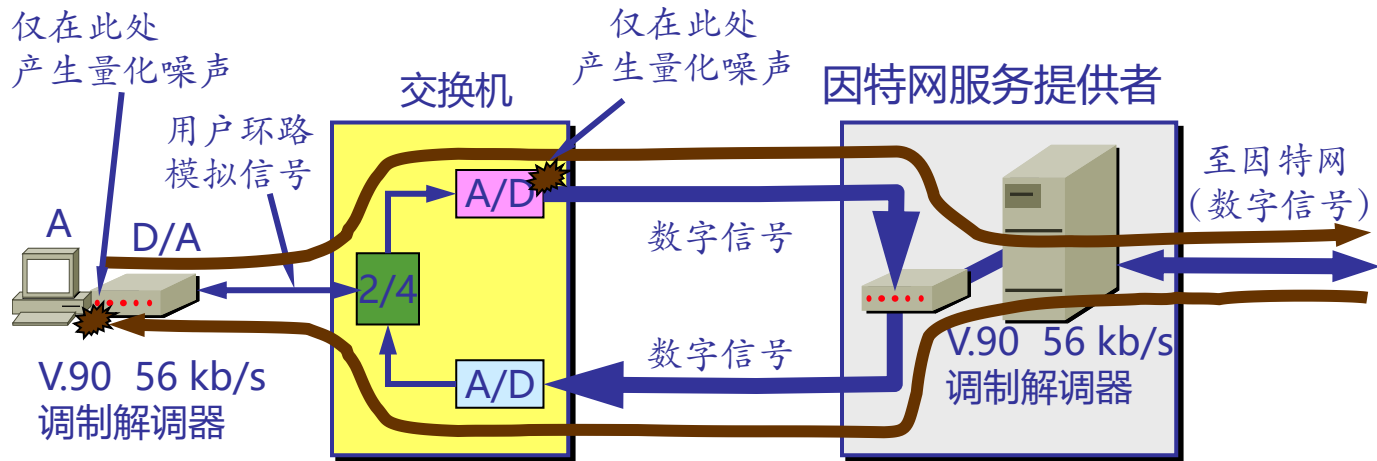 仅在此处
产生量化噪声
仅在此处
产生量化噪声
交换机
因特网服务提供者
用户环路
模拟信号
至因特网
(数字信号)
A
D/A
A/D
数字信号
2/4
数字信号
A/D
V.90 56 kb/s
调制解调器
V.90 56 kb/s
调制解调器